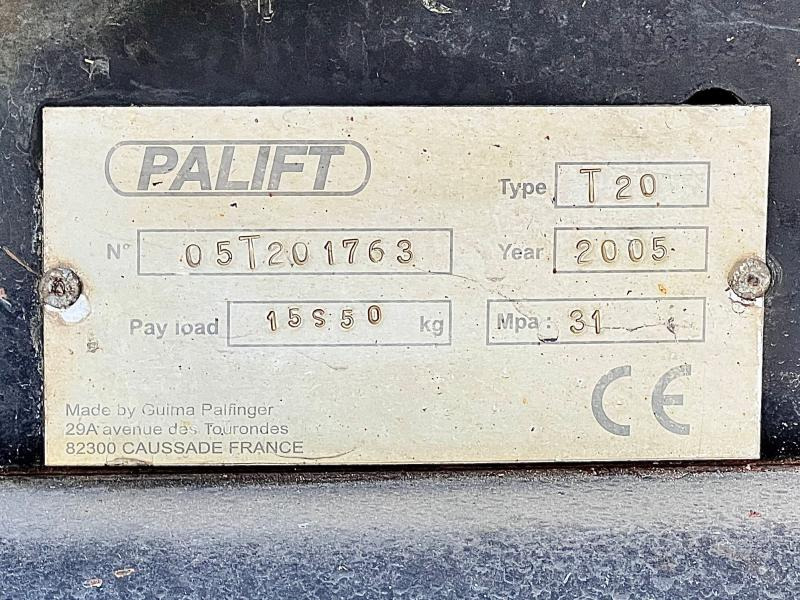 PALIFT
Type T20
N° 05T201763
Year 2005
Pay load 15S50 kg
Mpa : 31
CE
Made by Guima Palfinger
29A avenue des Tourondes
82300 CAUSSADE FRANCE